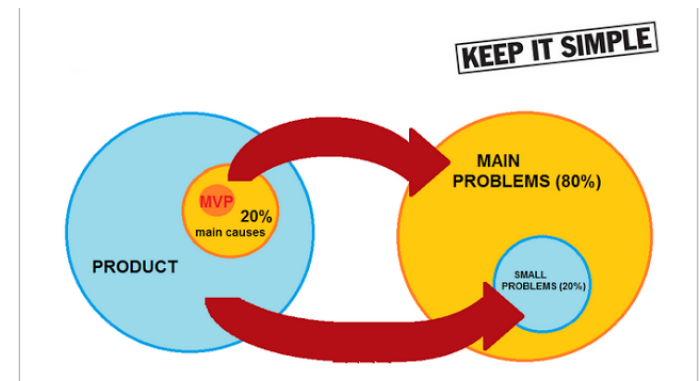 KEEP IT SIMPLE
MAIN
PROBLEMS (80%)
MVP
20%
main causes
PRODUCT
SMALL
PROBLEMS (20%)